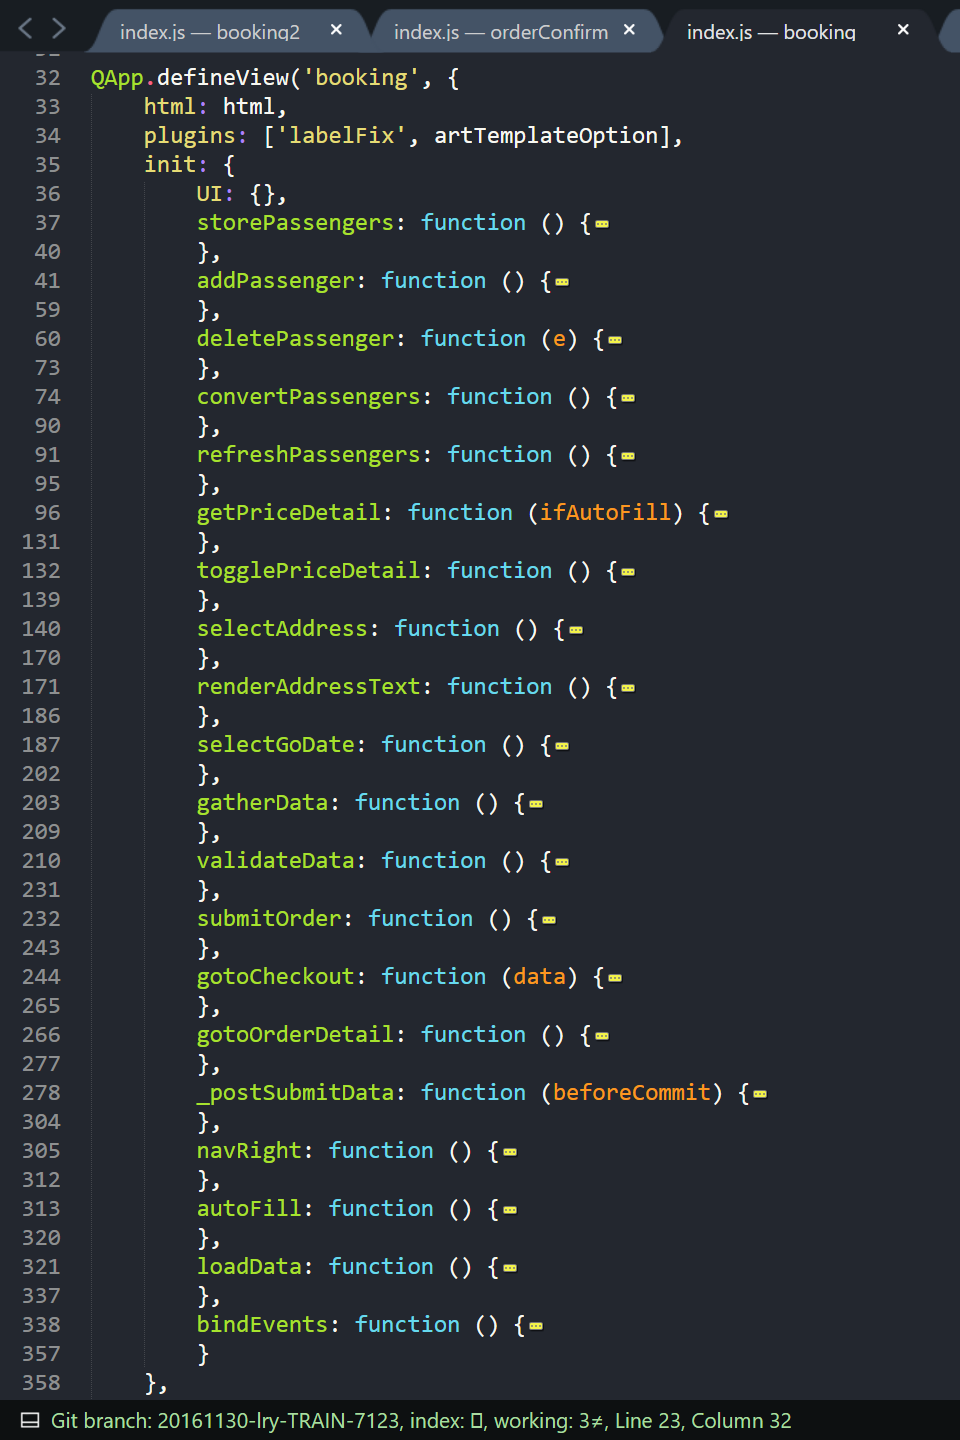 index.js — booking2 ×
index.js — orderConfirm ×
index.js — booking ×
32 QApp.defineView('booking', {
33 html: html,
34 plugins: ['labelFix', artTemplateOption],
35 init: {
36 UI: {},
37 storePassengers: function () {
40 },
41 addPassenger: function () {
59 },
60 deletePassenger: function (e) {
73 },
74 convertPassengers: function () {
90 },
91 refreshPassengers: function () {
95 },
96 getPriceDetail: function (ifAutoFill) {
131 },
132 togglePriceDetail: function () {
139 },
140 selectAddress: function () {
170 },
171 renderAddressText: function () {
186 },
187 selectGoDate: function () {
202 },
203 gatherData: function () {
209 },
210 validateData: function () {
231 },
232 submitOrder: function () {
243 },
244 gotoCheckout: function (data) {
265 },
266 gotoOrderDetail: function () {
277 },
278 _postSubmitData: function (beforeCommit) {
304 },
305 navRight: function () {
312 },
313 autoFill: function () {
320 },
321 loadData: function () {
337 },
338 bindEvents: function () {
357 }
358 },
Git branch: 20161130-lry-TRAIN-7123, index: , working: 3≠, Line 23, Column 32